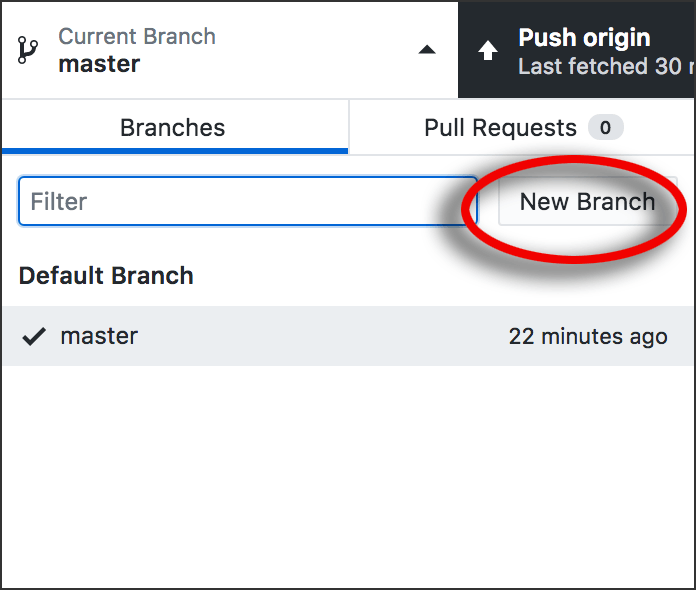 Current Branch
master
Push origin
Last fetched 30
Branches
Pull Requests 0
Filter
New Branch
Default Branch
master
22 minutes ago